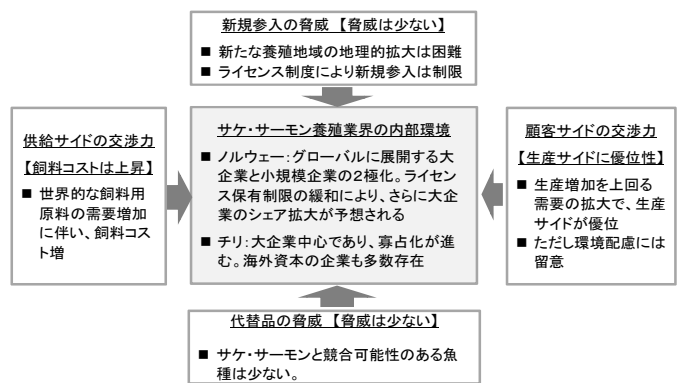 新規参入の脅威 【脅威は少ない】
■ 新たな養殖地域の地理的拡大は困難
■ ライセンス制度により新規参入は制限
供給サイドの交渉力
【飼料コストは上昇】
■ 世界的な飼料用
原料の需要増加
に伴い、飼料コス
ト増
サケ・サーモン養殖業界の内部環境
■ ノルウェー：グローバルに展開する大
企業と小規模企業の２極化。ライセ
ンス保有制限の緩和により、さらに大企
業のシェア拡大が予想される
■ チリ：大企業中心であり、寡占化が進
む。海外資本の企業も多数存在
顧客サイドの交渉力
【生産サイドに優位性】
■ 生産増加を上回る
需要の拡大で、生産
サイドが優位
■ ただし環境配慮には
留意
代替品の脅威 【脅威は少ない】
■ サケ・サーモンと競合可能性のある魚
種は少ない。